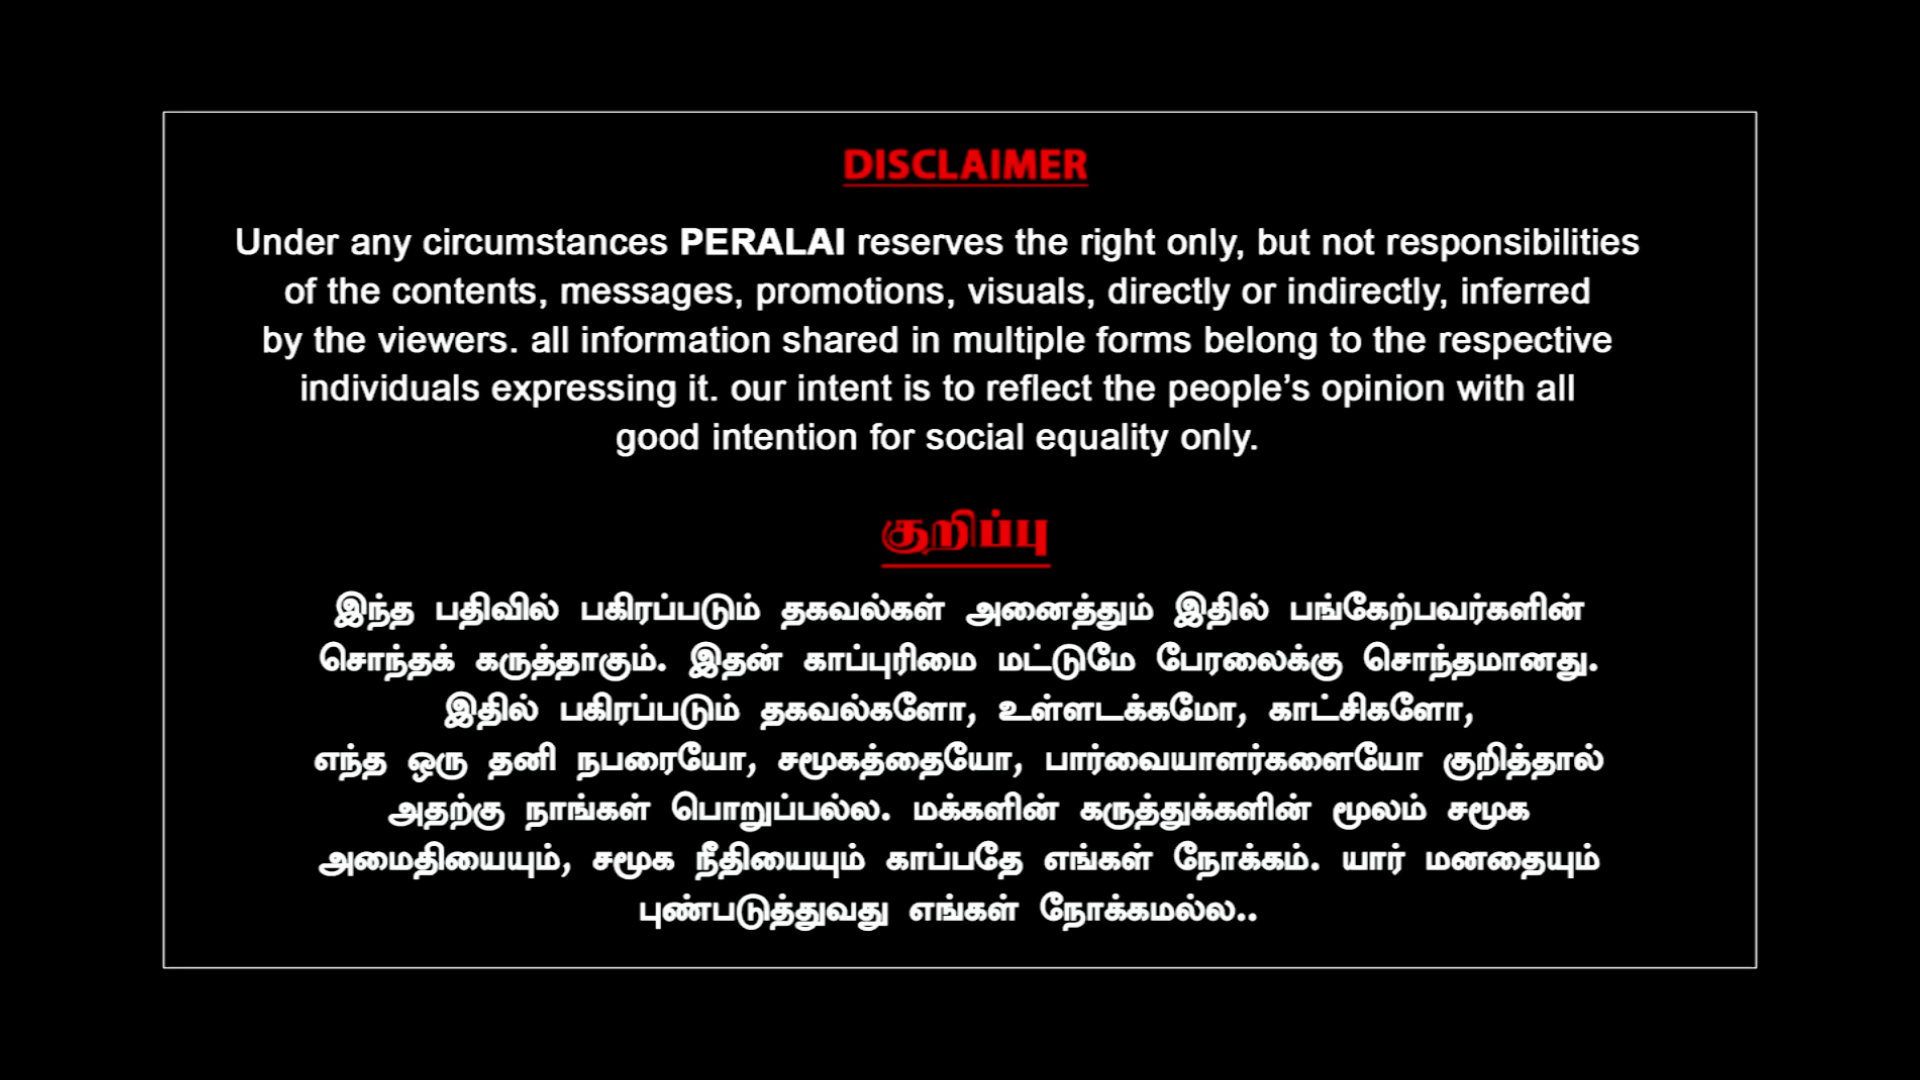 DISCLAIMER
Under any circumstances PERALAI reserves the right only, but not responsibilities
of the contents, messages, promotions, visuals, directly or indirectly, inferred
by the viewers. all information shared in multiple forms belong to the respective
individuals expressing it. our intent is to reflect the people’s opinion with all
good intention for social equality only.
குறிப்பு
இந்த பதிவில் பகிரப்படும் தகவல்கள் அனைத்தும் இதில் பங்கேற்பவர்களின்
சொந்தக் கருத்தாகும். இதன் காப்புரிமை மட்டுமே பேரலைக்கு சொந்தமானது.
இதில் பகிரப்படும் தகவல்களோ, உள்ளடக்கமோ, காட்சிகளோ,
எந்த ஒரு தனி நபரையோ, சமூகத்தையோ, பார்வையாளர்களையோ குறித்தால்
அதற்கு நாங்கள் பொறுப்பல்ல. மக்களின் கருத்துக்களின் மூலம் சமூக
அமைதியையும், சமூக நீதியையும் காப்பதே எங்கள் நோக்கம். யார் மனதையும்
புண்படுத்துவது எங்கள் நோக்கமல்ல..